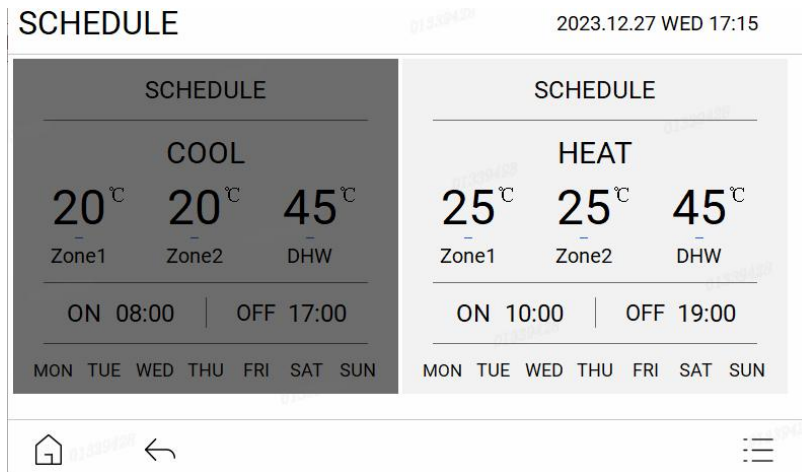 SCHEDULE 2023.12.27 WED 17:15
SCHEDULE
COOL
20℃ 20℃ 45℃
Zone1 Zone2 DHW
ON 08:00 OFF 17:00
MON TUE WED THU FRI SAT SUN
SCHEDULE
HEAT
25℃ 25℃ 45℃
Zone1 Zone2 DHW
ON 10:00 OFF 19:00
MON TUE WED THU FRI SAT SUN